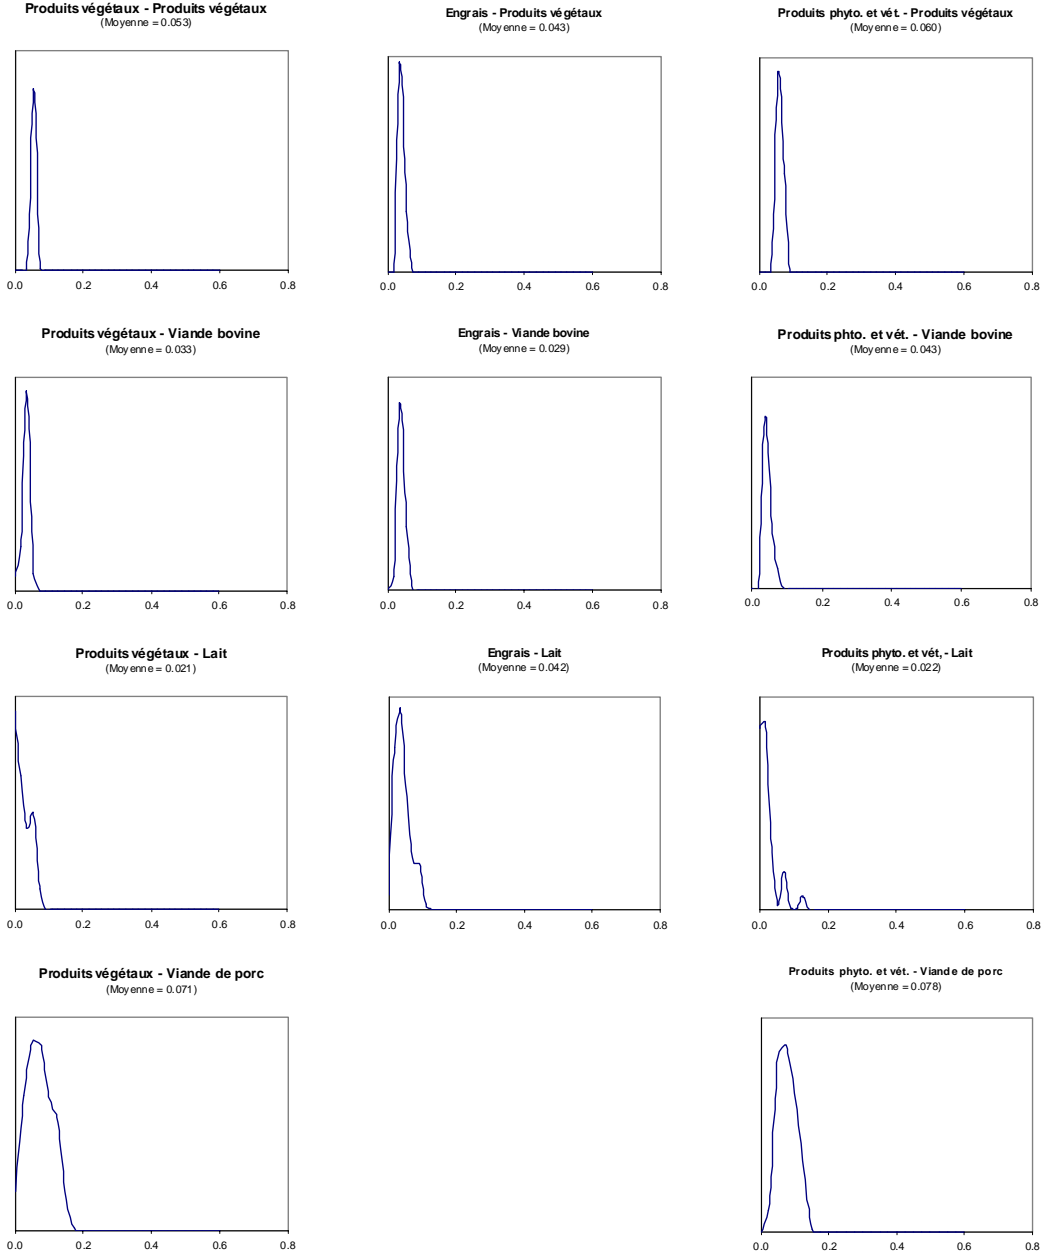 Produits végétaux - Produits végétaux
(Moyenne = 0.053)
0.0 0.2 0.4 0.6 0.8
Engrais - Produits végétaux
(Moyenne = 0.043)
0.0 0.2 0.4 0.6 0.8
Produits phyto. et vét. - Produits végétaux
(Moyenne = 0.060)
0.0 0.2 0.4 0.6 0.8
Produits végétaux - Viande bovine
(Moyenne = 0.033)
0.0 0.2 0.4 0.6 0.8
Engrais - Viande bovine
(Moyenne = 0.029)
0.0 0.2 0.4 0.6 0.8
Produits phto. et vét. - Viande bovine
(Moyenne = 0.043)
0.0 0.2 0.4 0.6 0.8
Produits végétaux - Lait
(Moyenne = 0.021)
0.0 0.2 0.4 0.6 0.8
Engrais - Lait
(Moyenne = 0.042)
0.0 0.2 0.4 0.6 0.8
Produits phyto. et vét, - Lait
(Moyenne = 0.022)
0.0 0.2 0.4 0.6 0.8
Produits végétaux - Viande de porc
(Moyenne = 0.071)
0.0 0.2 0.4 0.6 0.8
Produits phyto. et vét. - Viande de porc
(Moyenne = 0.078)
0.0 0.2 0.4 0.6 0.8